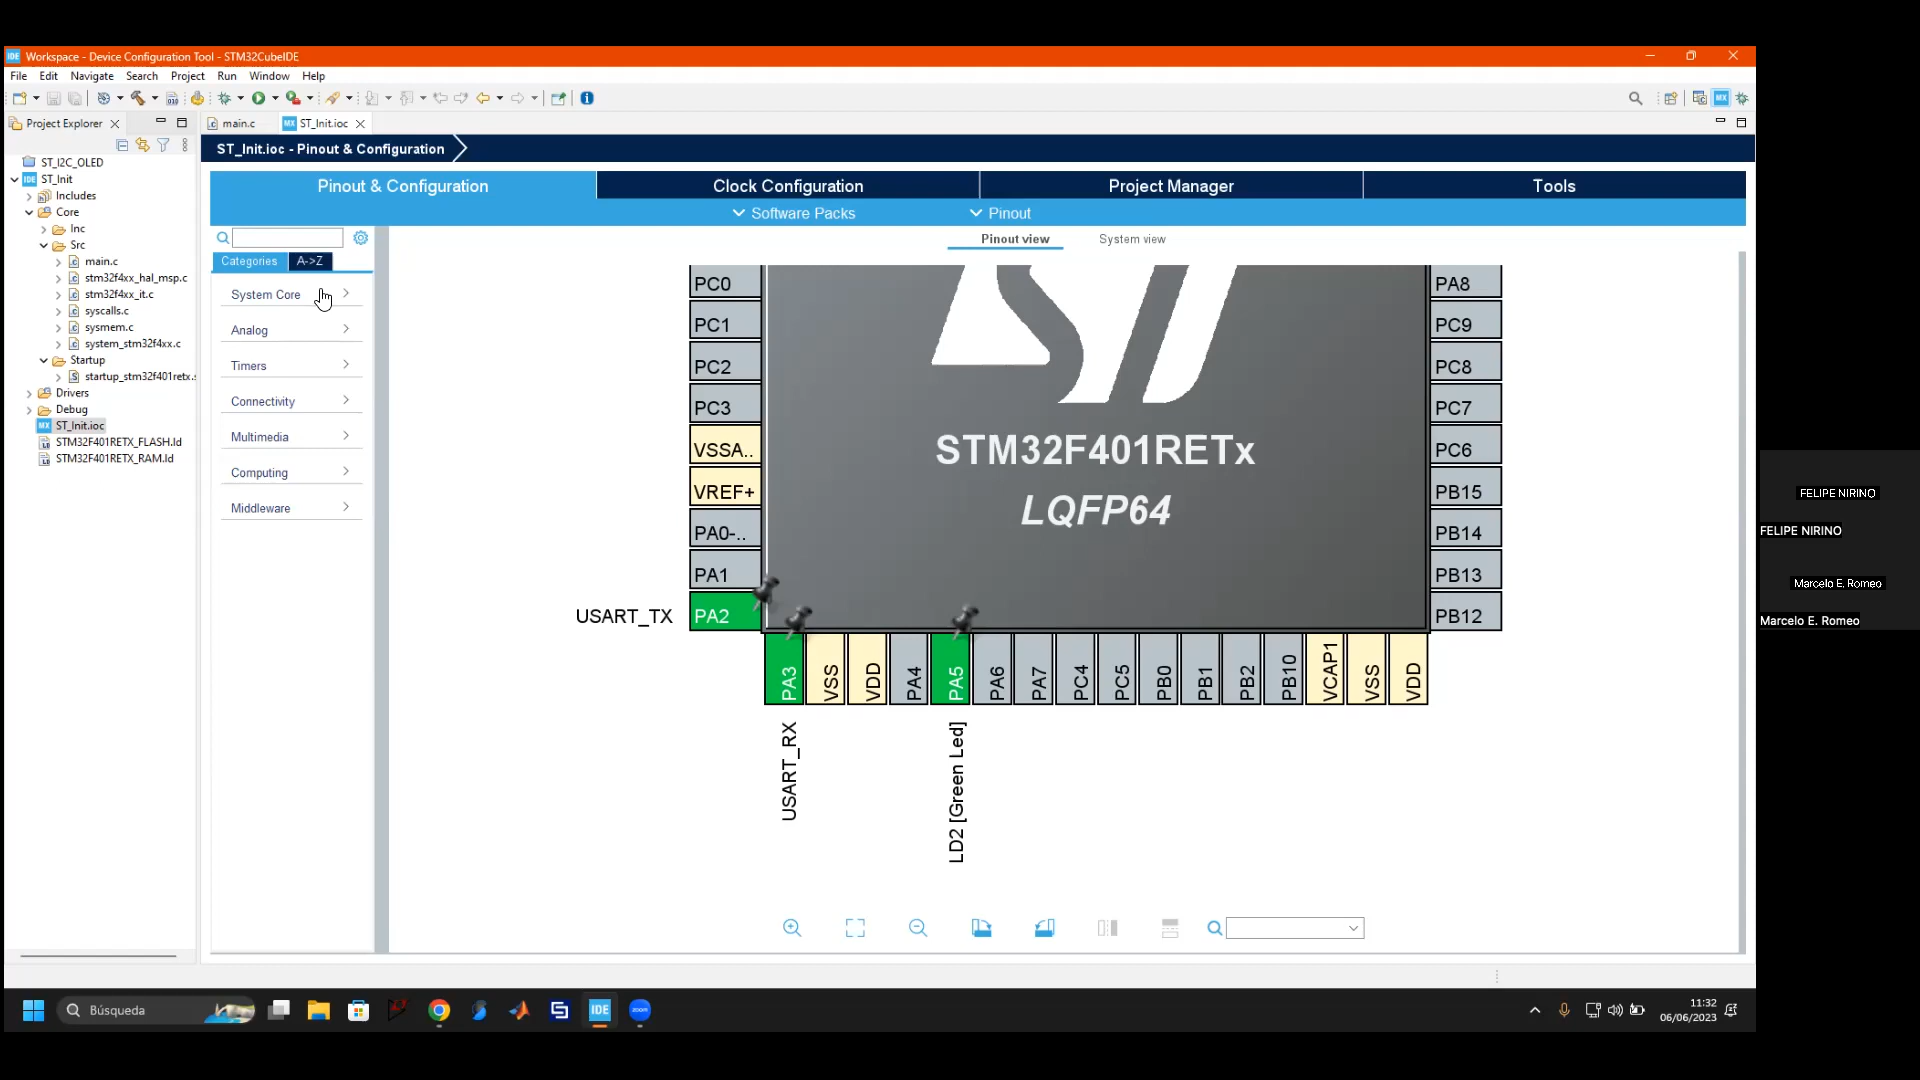 Workspace - Device Configuration Tool - STM32CubeIDE
File Edit Navigate Search Project Run Window Help
Project Explorer
main.c
ST_Init.ioc
ST_Init.ioc - Pinout & Configuration
Pinout & Configuration
Clock Configuration
Project Manager
Tools
Software Packs
Pinout
Pinout view
System view
ST_I2C_OLED
IDE ST_Init
Includes
Core
Inc
Src
main.c
stm32f4xx_hal_msp.c
stm32f4xx_it.c
syscalls.c
sysmem.c
system_stm32f4xx.c
Startup
startup_stm32f401retx.s
Drivers
Debug
MX ST_Init.ioc
STM32F401RETX_FLASH.ld
STM32F401RETX_RAM.ld
Categories
A->Z
System Core
Analog
Timers
Connectivity
Multimedia
Computing
Middleware
PC0
PC1
PC2
PC3
VSSA..
VREF+
PA0-..
PA1
USART_TX PA2
STM32F401RETx
LQFP64
PA8
PC9
PC8
PC7
PC6
PB15
PB14
PB13
PB12
PA3
VSS
VDD
PA4
PA5
PA6
PA7
PC4
PC5
PB0
PB1
PB2
PB10
VCAP1
VSS
VDD
USART_RX
LD2 [Green Led]
FELIPE NIRINO
FELIPE NIRINO
Marcelo E. Romeo
Marcelo E. Romeo
Búsqueda
IDE
zoom
11:32
06/06/2023